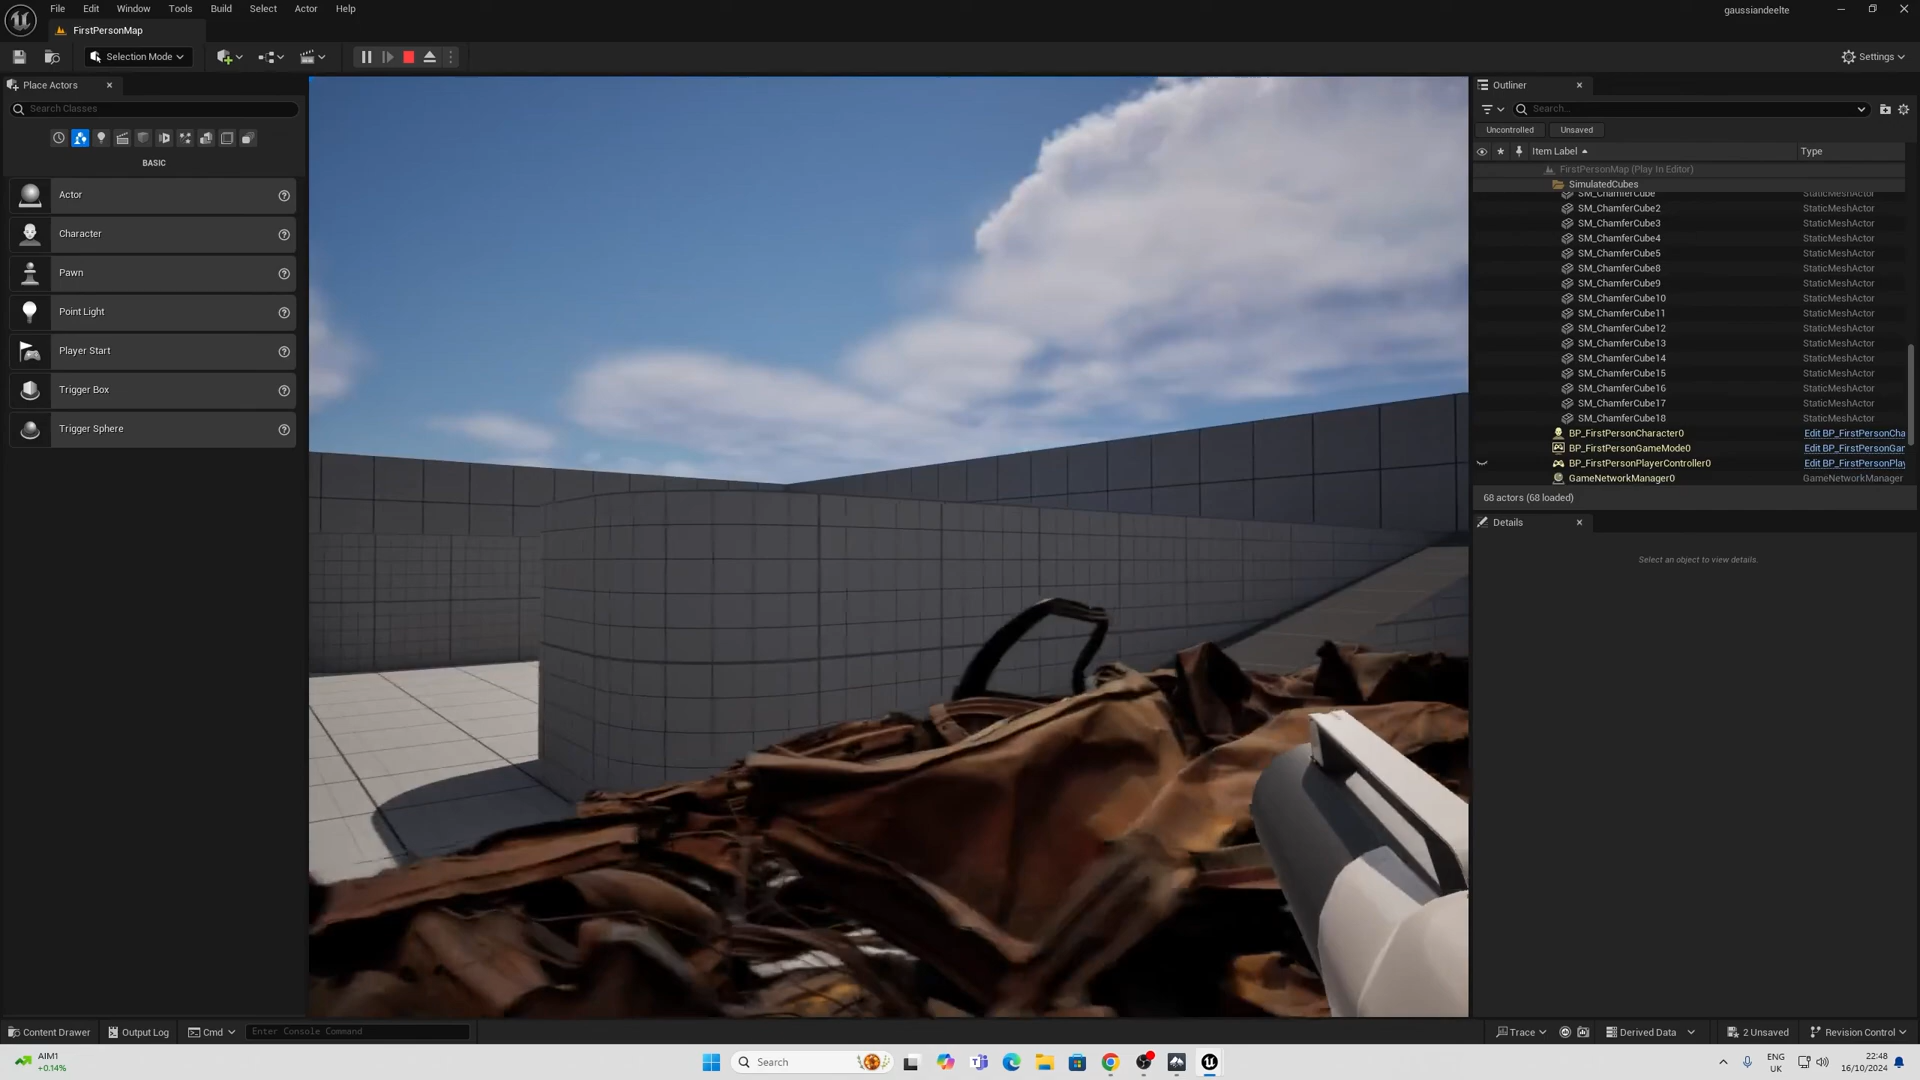 File Edit Window Tools Build Select Actor Help
gaussiandeelte
FirstPersonMap
Selection Mode
Settings
Place Actors
Search Classes
BASIC
Actor
Character
Pawn
Point Light
Player Start
Trigger Box
Trigger Sphere
Outliner
Search...
Uncontrolled Unsaved
Item Label Type
FirstPersonMap (Play In Editor)
SimulatedCubes
SM_ChamferCube StaticMeshActor
SM_ChamferCube2 StaticMeshActor
SM_ChamferCube3 StaticMeshActor
SM_ChamferCube4 StaticMeshActor
SM_ChamferCube5 StaticMeshActor
SM_ChamferCube8 StaticMeshActor
SM_ChamferCube9 StaticMeshActor
SM_ChamferCube10 StaticMeshActor
SM_ChamferCube11 StaticMeshActor
SM_ChamferCube12 StaticMeshActor
SM_ChamferCube13 StaticMeshActor
SM_ChamferCube14 StaticMeshActor
SM_ChamferCube15 StaticMeshActor
SM_ChamferCube16 StaticMeshActor
SM_ChamferCube17 StaticMeshActor
SM_ChamferCube18 StaticMeshActor
BP_FirstPersonCharacter0 Edit BP_FirstPersonCha
BP_FirstPersonGameMode0 Edit BP_FirstPersonGar
BP_FirstPersonPlayerController0 Edit BP_FirstPersonPlay
GameNetworkManager0 GameNetworkManager
68 actors (68 loaded)
Details
Select an object to view details.
Content Drawer Output Log Cmd Enter Console Command
Trace Derived Data 2 Unsaved Revision Control
AIM1
+0.14%
Search
ENG
UK
22:48
16/10/2024